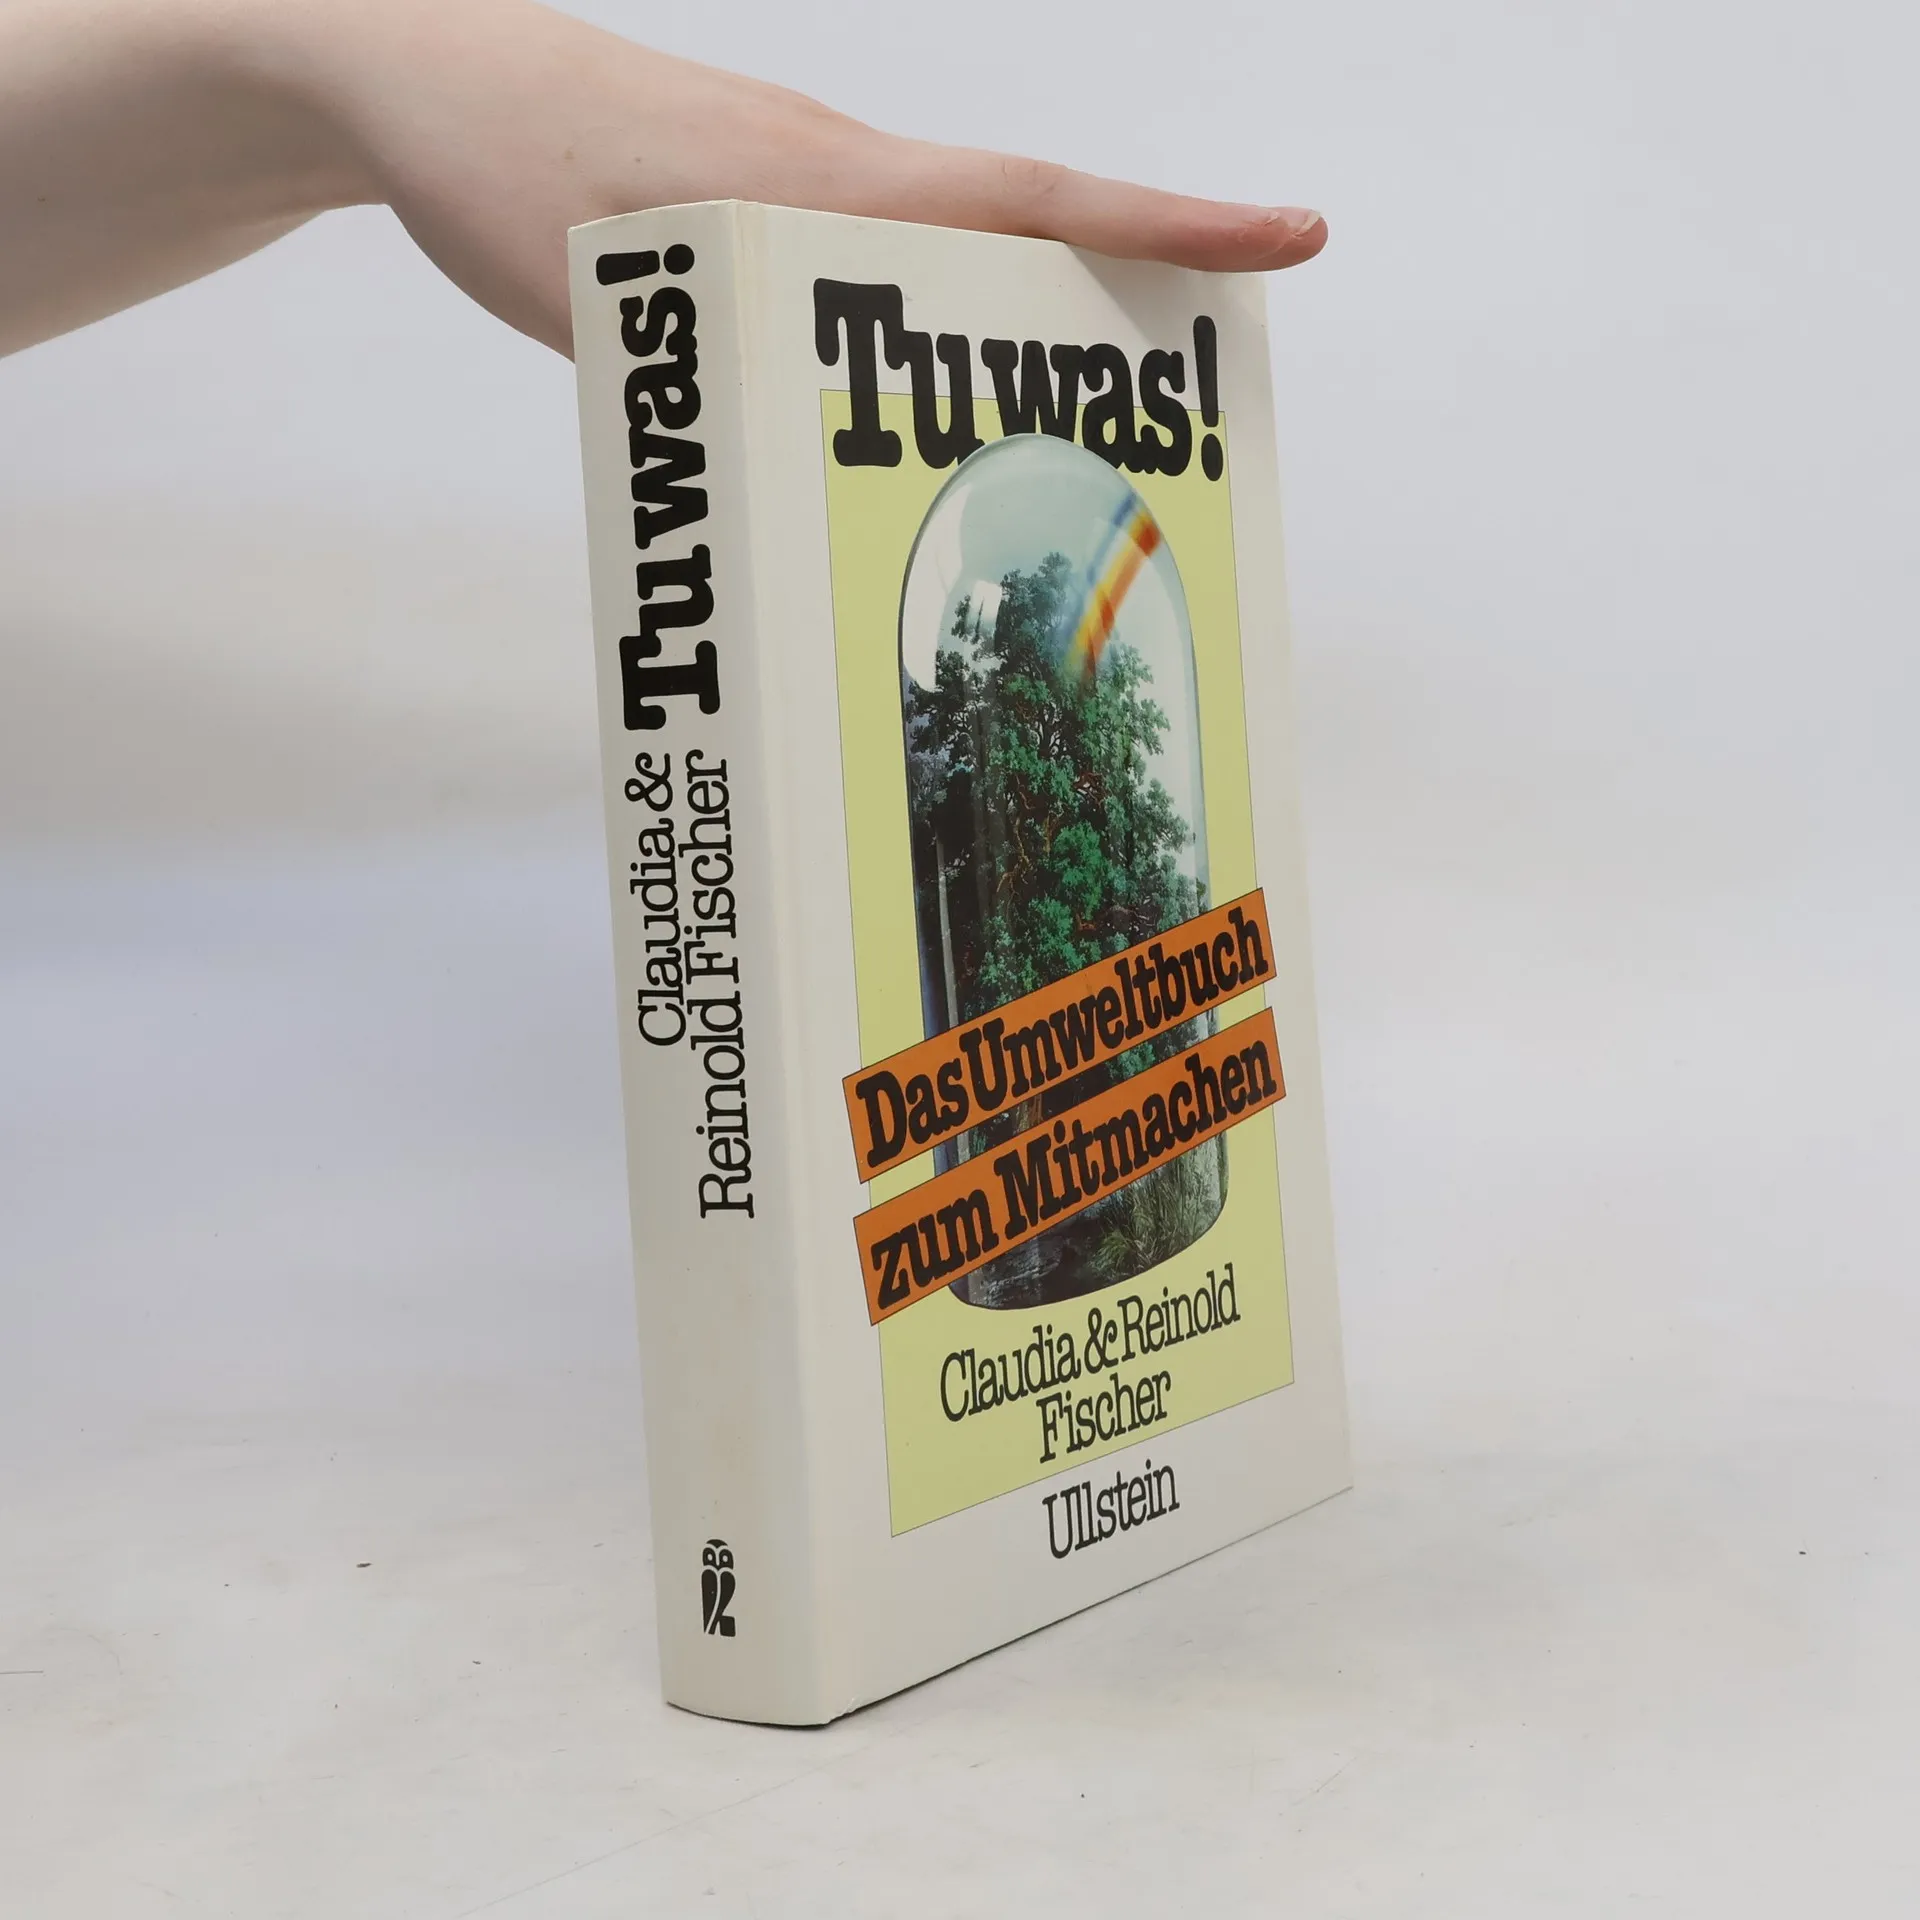 Tu was!
Claudia &
Reinold Fischer
Tu was!
Das Umweltbuch
zum Mitmachen
Claudia & Reinold
Fischer
Ullstein